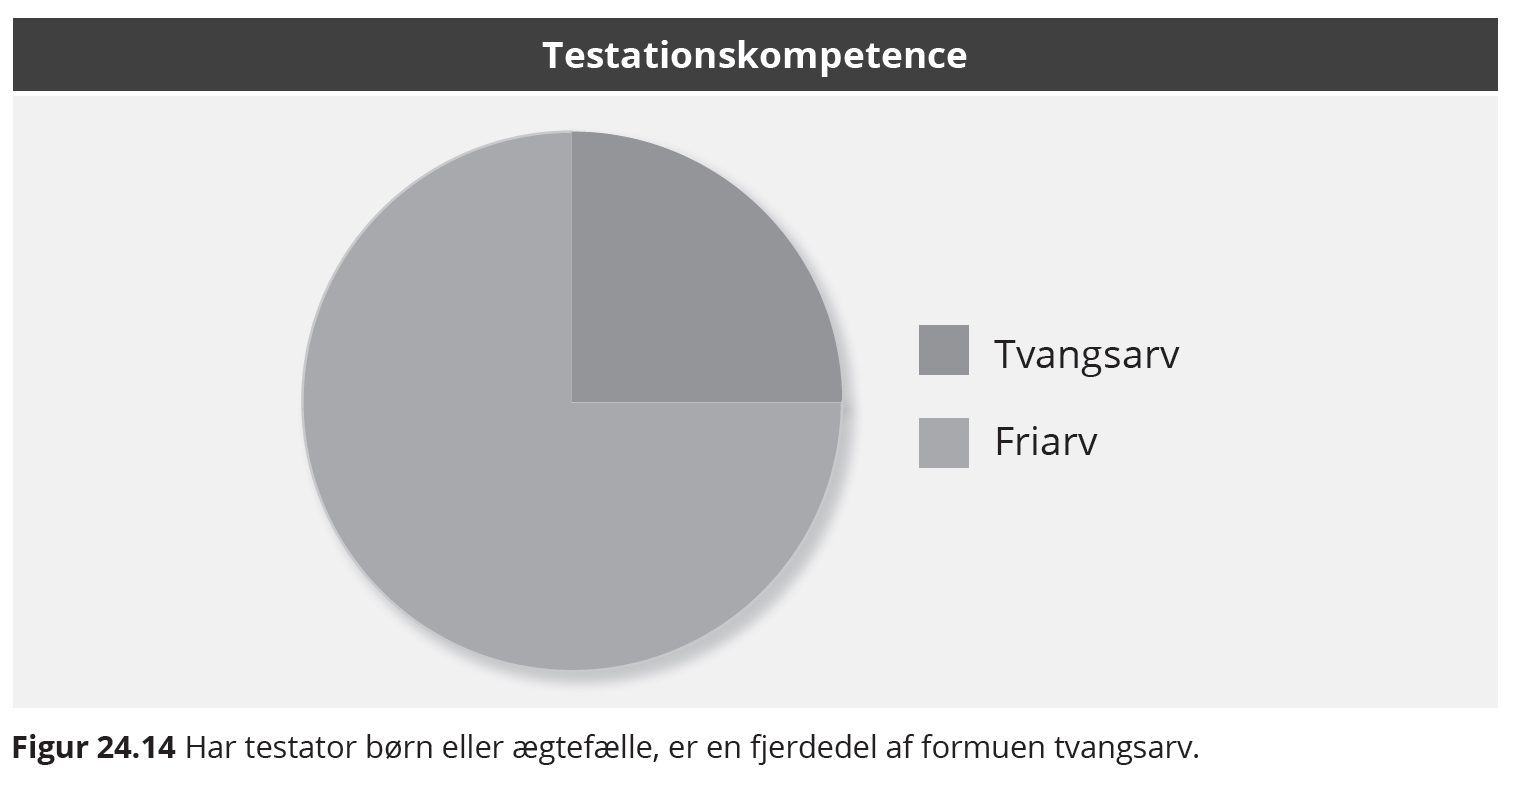 Testationskompetence
Tvangsarv
Friarv
Figur 24.14 Har testator børn eller ægtefælle, er en fjerdedel af formuen tvangsarv.